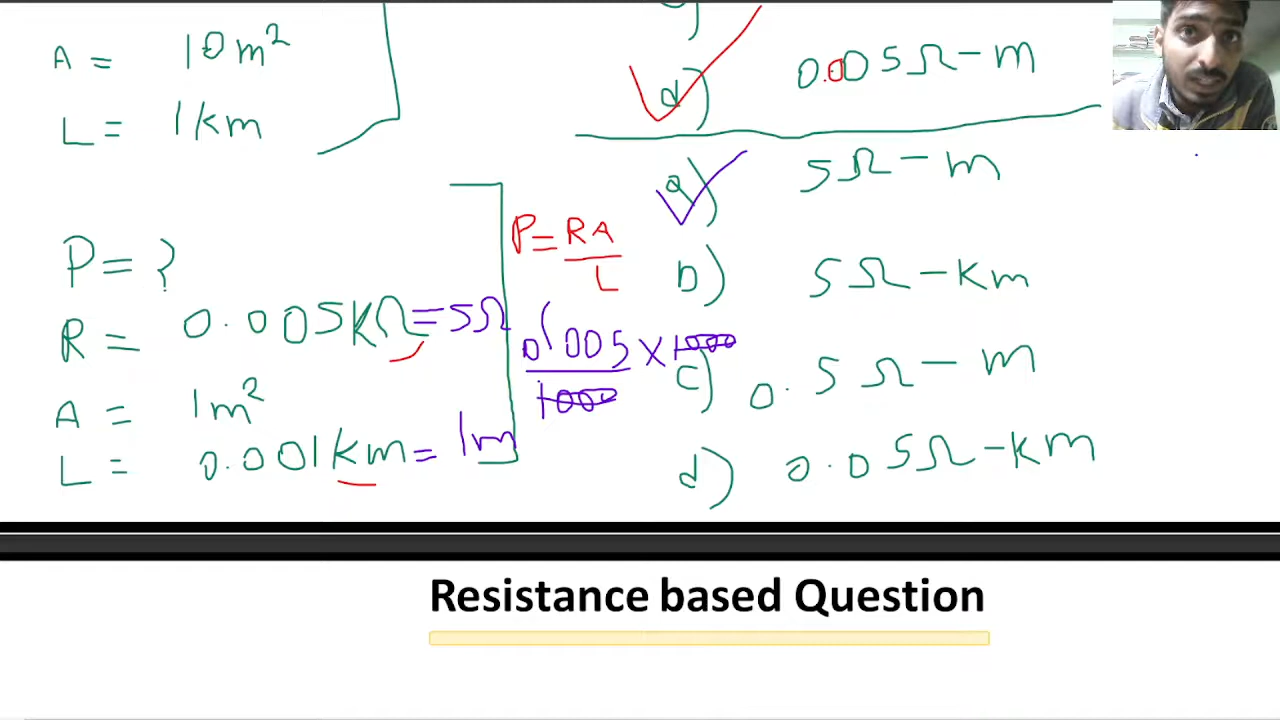 A = 10m²
L = 1km
d) 0.005Ω-m
P = ?
R = 0.005kΩ = 5Ω
A = 1m²
L = 0.001km = 1m
P = RA
L
0.005 × 1000
1000
a) 5Ω-m
b) 5Ω-Km
c) 0.5Ω-m
d) 0.05Ω-km
Resistance based Question